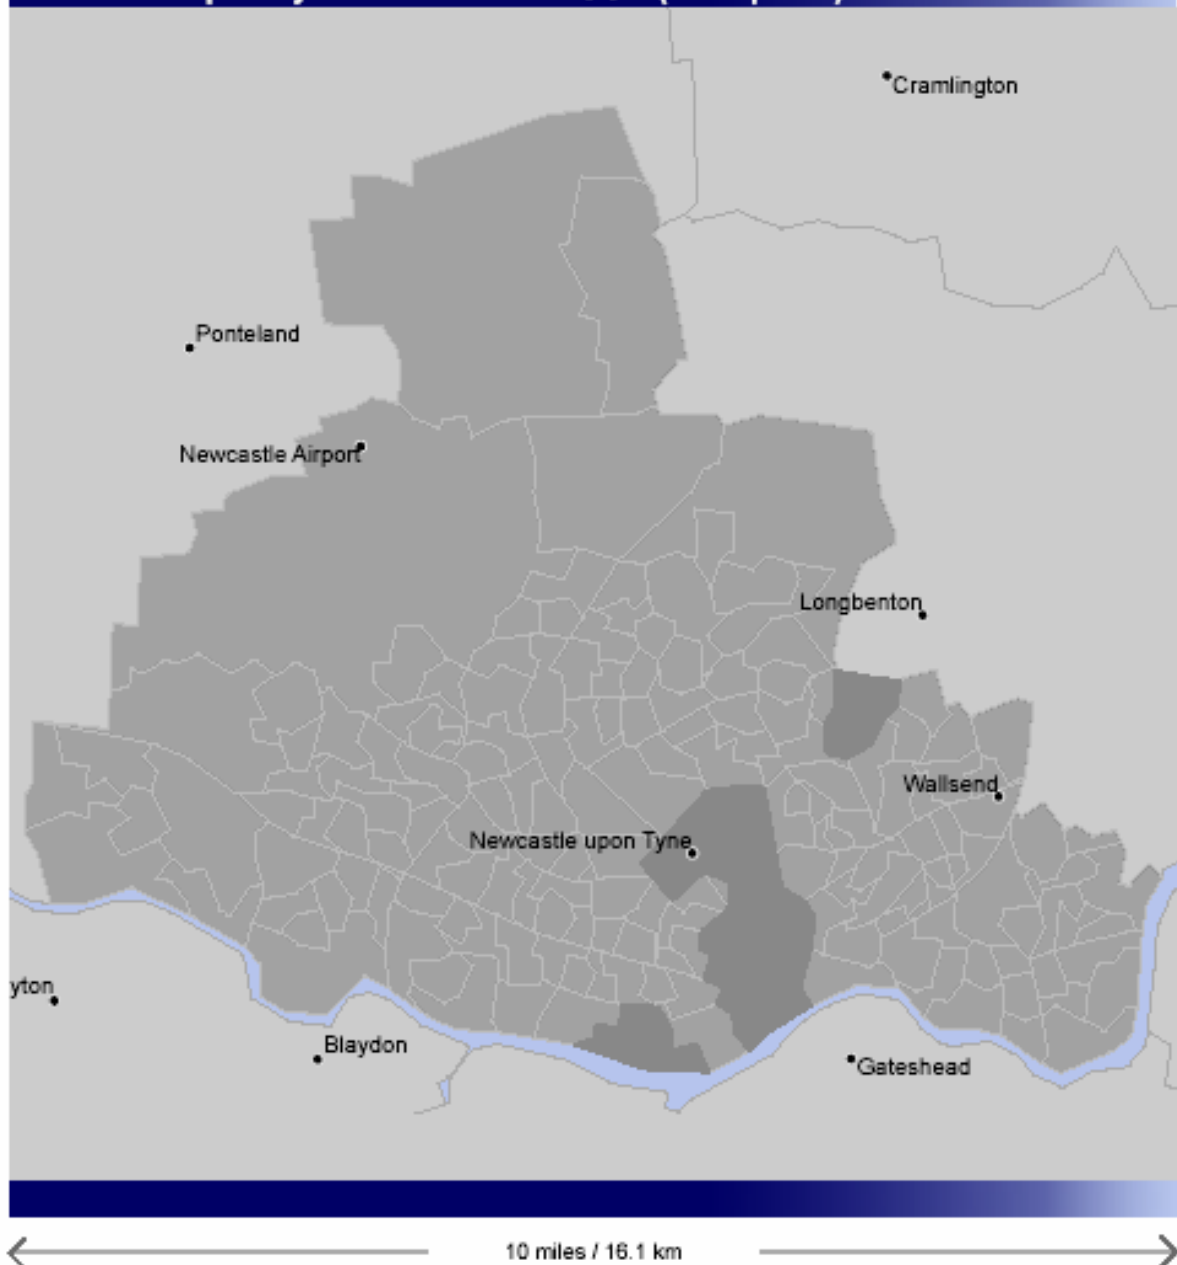 Cramlington
Ponteland
Newcastle Airport
Longbenton
Wallsend
Newcastle upon Tyne
yton
Blaydon
Gateshead
10 miles / 16.1 km